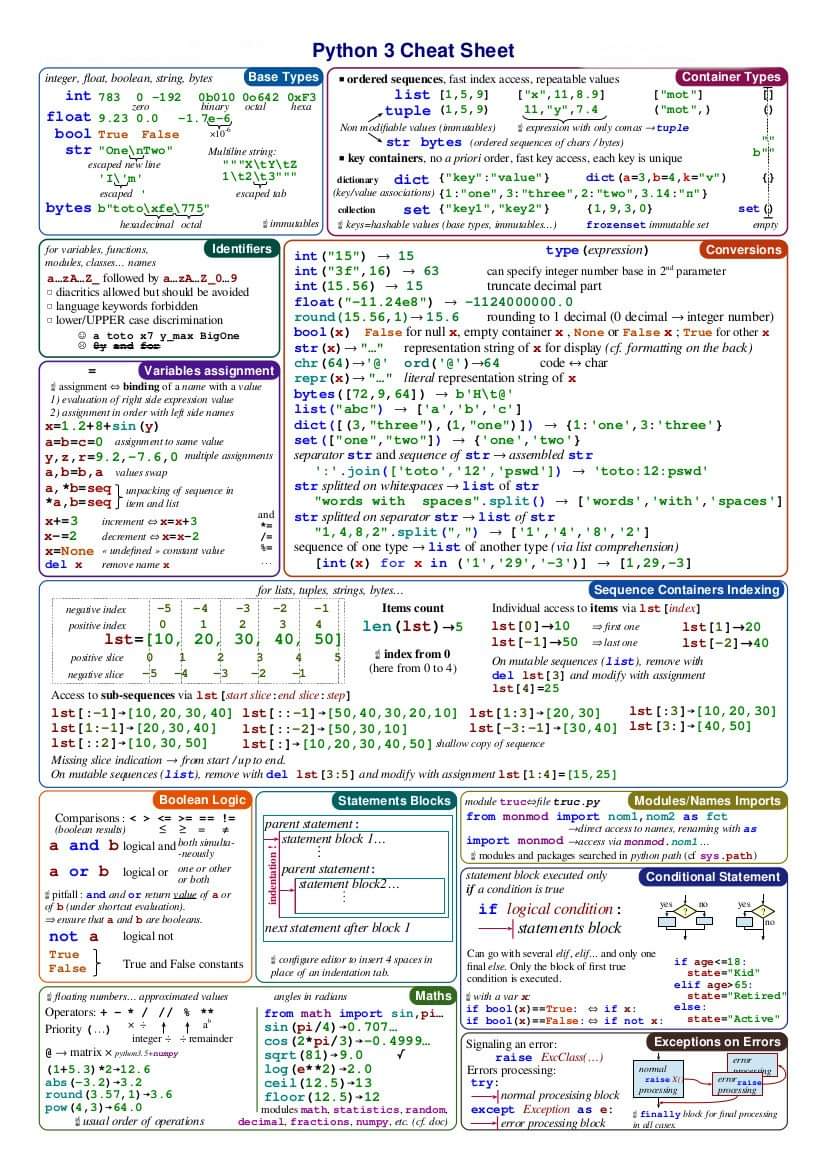 Python 3 Cheat Sheet
integer, float, boolean, string, bytes
Base Types
int 783 0 -192 0b010 0o642 0xF3
zero binary octal hexa
float 9.23 0.0 -1.7e-6
×10⁻⁶
bool True False
str "One\nTwo"
escaped new line
'I\'m'
escaped '
Multiline string:
"""X\tY\tZ
1\t2\t3"""
escaped tab
bytes b"toto\xfe\775"
hexadecimal octal
☝ immutables
Container Types
■ ordered sequences, fast index access, repeatable values
list [1,5,9] ["x",11,8.9] ["mot"] []
tuple (1,5,9) 11,"y",7.4 ("mot",) ()
Non modifiable values (immutables)
☝ expression with only comas →tuple
str bytes (ordered sequences of chars / bytes)
""
b""
■ key containers, no a priori order, fast key access, each key is unique
dictionary dict {"key":"value"} dict(a=3,b=4,k="v") {}
(key/value associations) {1:"one",3:"three",2:"two",3.14:"π"}
collection set {"key1","key2"} {1,9,3,0} set()
☝ keys=hashable values (base types, immutables…) frozenset immutable set empty
Identifiers
for variables, functions,
modules, classes… names
a…zA…Z_ followed by a…zA…Z_0…9
□ diacritics allowed but should be avoided
□ language keywords forbidden
□ lower/UPPER case discrimination
☺ a toto x7 y_max BigOne
☹ 8y and for
= Variables assignment
☝ assignment ⇔ binding of a name with a value
1) evaluation of right side expression value
2) assignment in order with left side names
x=1.2+8+sin(y)
a=b=c=0 assignment to same value
y,z,r=9.2,-7.6,0 multiple assignments
a,b=b,a values swap
a,*b=seq
*a,b=seq
unpacking of sequence in
item and list
x+=3 increment ⇔ x=x+3
x-=2 decrement ⇔ x=x-2
x=None « undefined » constant value
del x remove name x
and
*=
/=
%=
…
Conversions
type(expression)
int("15") → 15
int("3f",16) → 63 can specify integer number base in 2nd parameter
int(15.56) → 15 truncate decimal part
float("-11.24e8") → -1124000000.0
round(15.56,1)→15.6 rounding to 1 decimal (0 decimal → integer number)
bool(x) False for null x, empty container x , None or False x ; True for other x
str(x)→"…" representation string of x for display (cf. formatting on the back)
chr(64)→'@' ord('@')→64 code ↔ char
repr(x)→"…" literal representation string of x
bytes([72,9,64]) → b'H\t@'
list("abc") → ['a','b','c']
dict([(3,"three"),(1,"one")]) → {1:'one',3:'three'}
set(["one","two"]) → {'one','two'}
separator str and sequence of str → assembled str
':'.join(['toto','12','pswd']) → 'toto:12:pswd'
str splitted on whitespaces → list of str
"words with  spaces".split() → ['words','with','spaces']
str splitted on separator str → list of str
"1,4,8,2".split(",") → ['1','4','8','2']
sequence of one type → list of another type (via list comprehension)
[int(x) for x in ('1','29','-3')] → [1,29,-3]
for lists, tuples, strings, bytes…
Sequence Containers Indexing
negative index -5 -4 -3 -2 -1
positive index 0 1 2 3 4
lst=[10, 20, 30, 40, 50]
positive slice 0 1 2 3 4 5
negative slice -5 -4 -3 -2 -1
Items count
len(lst)→5
☝ index from 0
(here from 0 to 4)
Individual access to items via lst[index]
lst[0]→10 ⇒ first one lst[1]→20
lst[-1]→50 ⇒ last one lst[-2]→40
On mutable sequences (list), remove with
del lst[3] and modify with assignment
lst[4]=25
Access to sub-sequences via lst[start slice:end slice:step]
lst[:-1]→[10,20,30,40] lst[::-1]→[50,40,30,20,10] lst[1:3]→[20,30] lst[:3]→[10,20,30]
lst[1:-1]→[20,30,40] lst[::-2]→[50,30,10] lst[-3:-1]→[30,40] lst[3:]→[40,50]
lst[::2]→[10,30,50] lst[:]→[10,20,30,40,50] shallow copy of sequence
Missing slice indication → from start / up to end.
On mutable sequences (list), remove with del lst[3:5] and modify with assignment lst[1:4]=[15,25]
Boolean Logic
Comparisons : < > <= >= == !=
(boolean results) ≤ ≥ = ≠
a and b logical and both simulta-
-neously
a or b logical or one or other
or both
☝ pitfall : and and or return value of a or
of b (under shortcut evaluation).
⇒ ensure that a and b are booleans.
not a logical not
True
False
True and False constants
Statements Blocks
parent statement:
statement block 1…
⋮
parent statement:
statement block2…
⋮
next statement after block 1
indentation !
☝ configure editor to insert 4 spaces in
place of an indentation tab.
module truc⇔file truc.py
Modules/Names Imports
from monmod import nom1,nom2 as fct
→direct access to names, renaming with as
import monmod →access via monmod.nom1 …
☝ modules and packages searched in python path (cf sys.path)
statement block executed only
if a condition is true
Conditional Statement
if logical condition:
statements block
yes ? no
yes ?
no
Can go with several elif, elif... and only one
final else. Only the block of first true
condition is executed.
☝ with a var x:
if bool(x)==True: ⇔ if x:
if bool(x)==False: ⇔ if not x:
if age<=18:
state="Kid"
elif age>65:
state="Retired"
else:
state="Active"
☝ floating numbers… approximated values
angles in radians
Maths
Operators: + - * / // % **
Priority (…) × ÷ aᵇ
integer ÷ ÷ remainder
@ → matrix × python3.5+numpy
(1+5.3)*2→12.6
abs(-3.2)→3.2
round(3.57,1)→3.6
pow(4,3)→64.0
☝ usual order of operations
from math import sin,pi…
sin(pi/4)→0.707…
cos(2*pi/3)→-0.4999…
sqrt(81)→9.0 √
log(e**2)→2.0
ceil(12.5)→13
floor(12.5)→12
modules math, statistics, random,
decimal, fractions, numpy, etc. (cf. doc)
Exceptions on Errors
Signaling an error:
raise ExcClass(…)
Errors processing:
try:
normal procesising block
except Exception as e:
error processing block
normal
raise X()
processing
error
processing
error raise
processing
☝ finally block for final processing
in all cases.